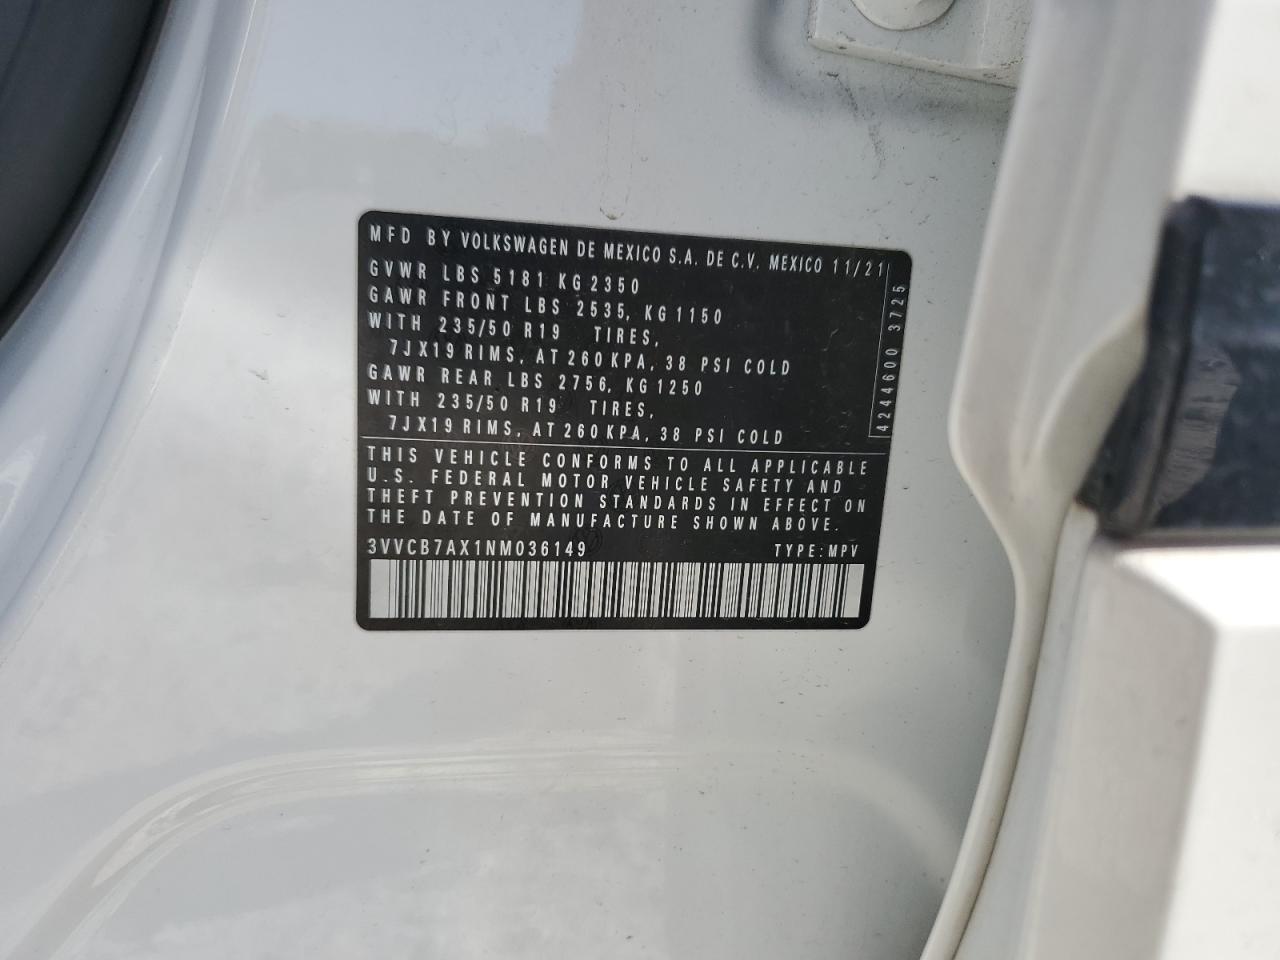 MFD BY VOLKSWAGEN DE MEXICO S.A. DE C.V. MEXICO 11/21
GVWR LBS 5181 KG 2350
GAWR FRONT LBS 2535, KG 1150
WITH 235/50 R19 TIRES,
7JX19 RIMS, AT 260 KPA, 38 PSI COLD
GAWR REAR LBS 2756, KG 1250
WITH 235/50 R19 TIRES,
7JX19 RIMS, AT 260 KPA, 38 PSI COLD
4244600 3725
THIS VEHICLE CONFORMS TO ALL APPLICABLE
U.S. FEDERAL MOTOR VEHICLE SAFETY AND
THEFT PREVENTION STANDARDS IN EFFECT ON
THE DATE OF MANUFACTURE SHOWN ABOVE.
3VVCB7AX1NM036149 TYPE: MPV